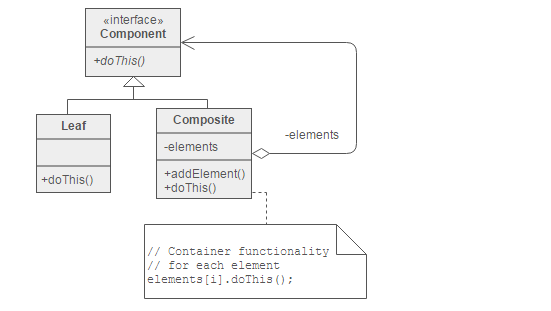 «interface»
Component
+doThis()
Leaf
+doThis()
Composite
-elements
+addElement()
+doThis()
-elements
// Container functionality
// for each element
elements[i].doThis();